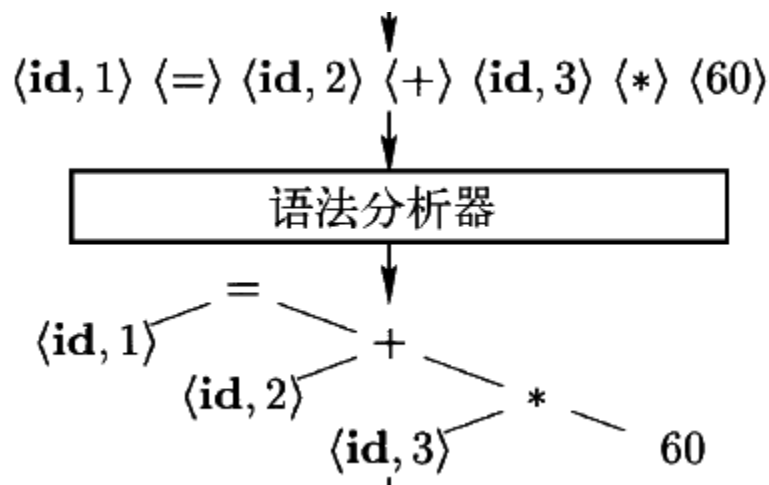 ⟨id, 1⟩ ⟨=⟩ ⟨id, 2⟩ ⟨+⟩ ⟨id, 3⟩ ⟨*⟩ ⟨60⟩
语法分析器
=
⟨id, 1⟩
+
⟨id, 2⟩
*
⟨id, 3⟩
60